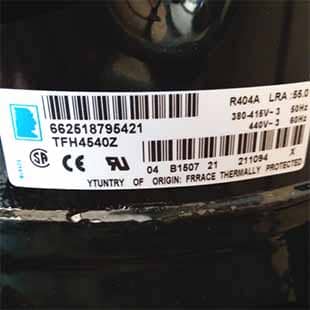 R404A LRA :55.0
380-415V-3 50Hz
440V-3 60Hz
662518795421
TFH4540Z
04 B1507 21 211094 X
YTUNTRY OF ORIGIN: FRRACE THERMALLY PROTECTED